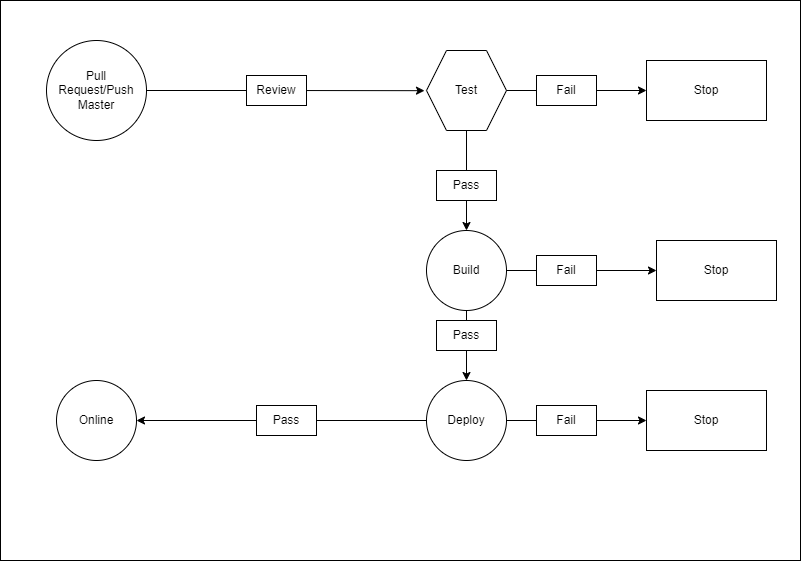 Pull
Request/Push
Master
Review
Test
Fail
Stop
Pass
Build
Fail
Stop
Pass
Online
Pass
Deploy
Fail
Stop